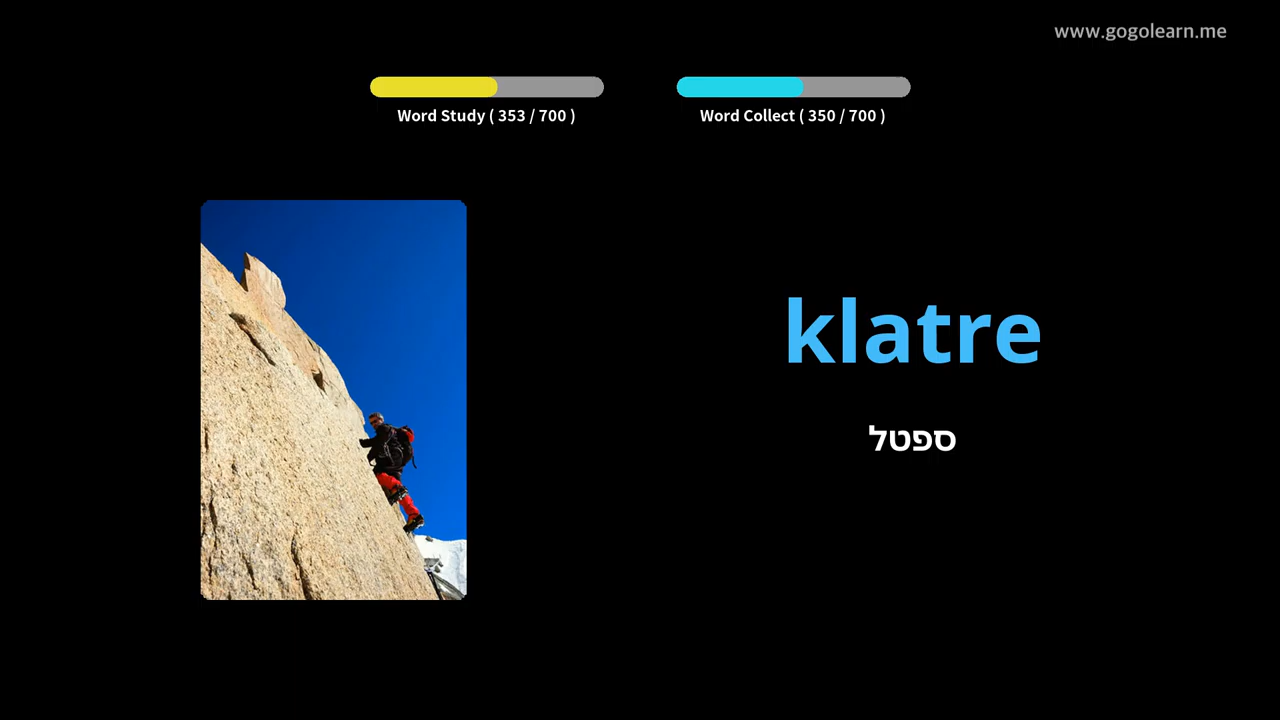 www.gogolearn.me
Word Study ( 353 / 700 )
Word Collect ( 350 / 700 )
klatre
ספטל